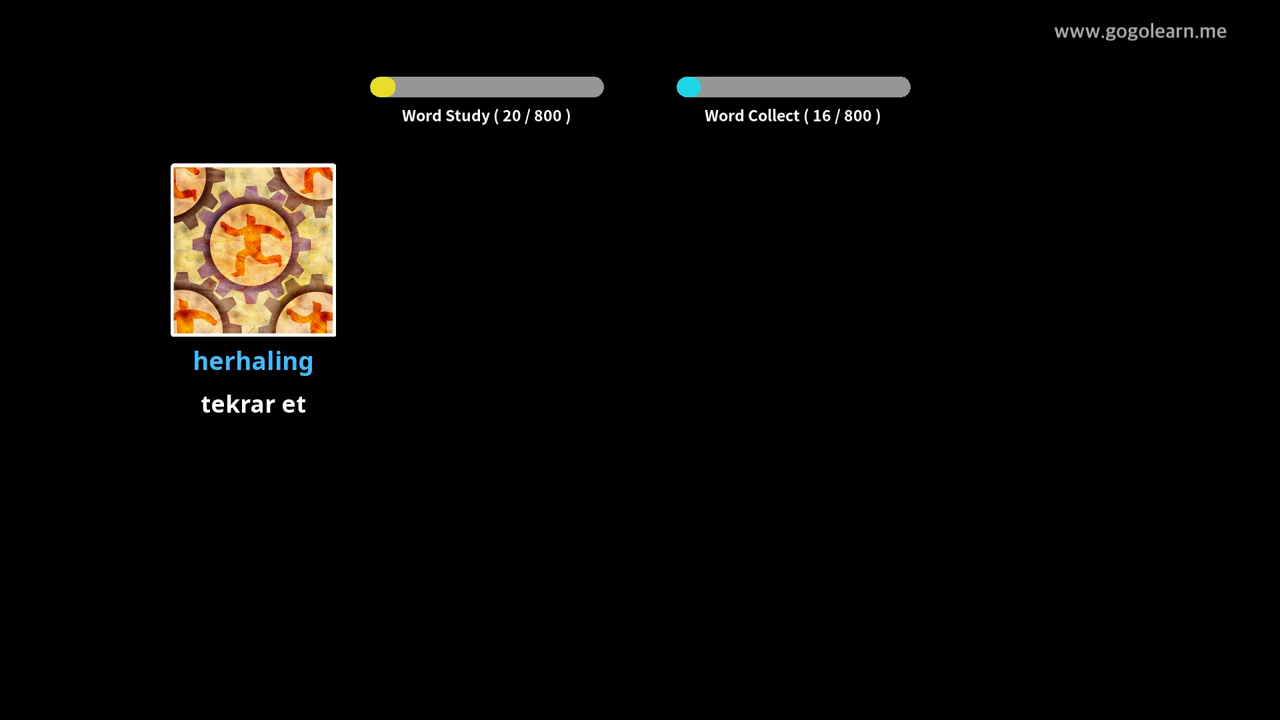 www.gogolearn.me
Word Study ( 20 / 800 )
Word Collect ( 16 / 800 )
herhaling
tekrar et